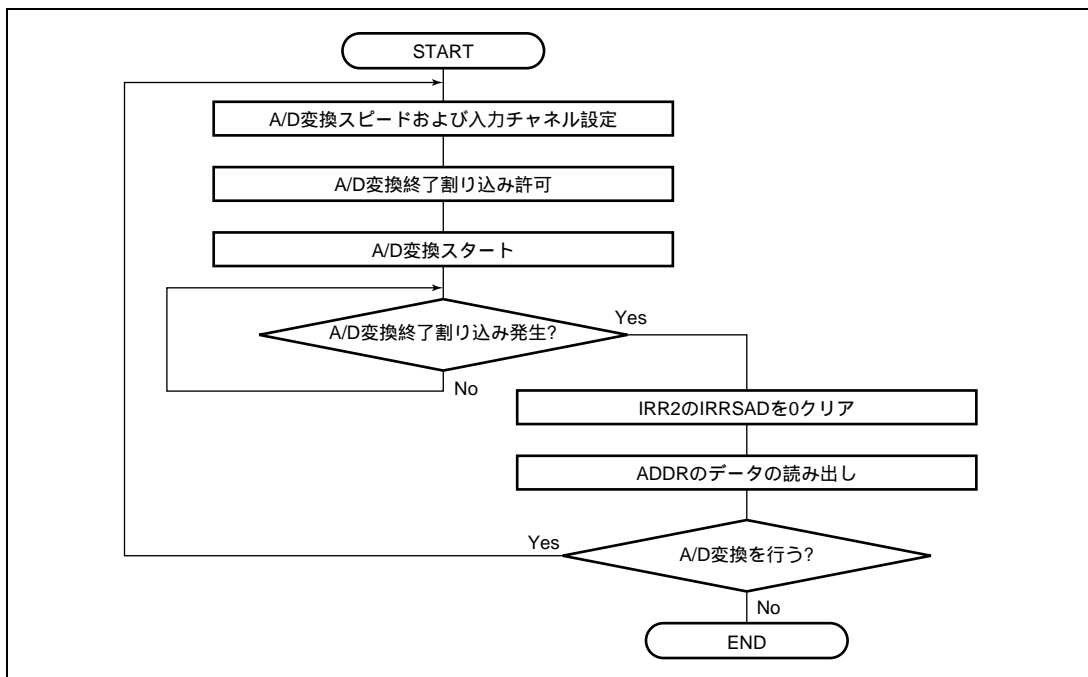 START
A/D変換スピードおよび入力チャネル設定
A/D変換終了割り込み許可
A/D変換スタート
A/D変換終了割り込み発生?
Yes
No
IRR2のIRRSADを0クリア
ADDRのデータの読み出し
A/D変換を行う?
Yes
No
END